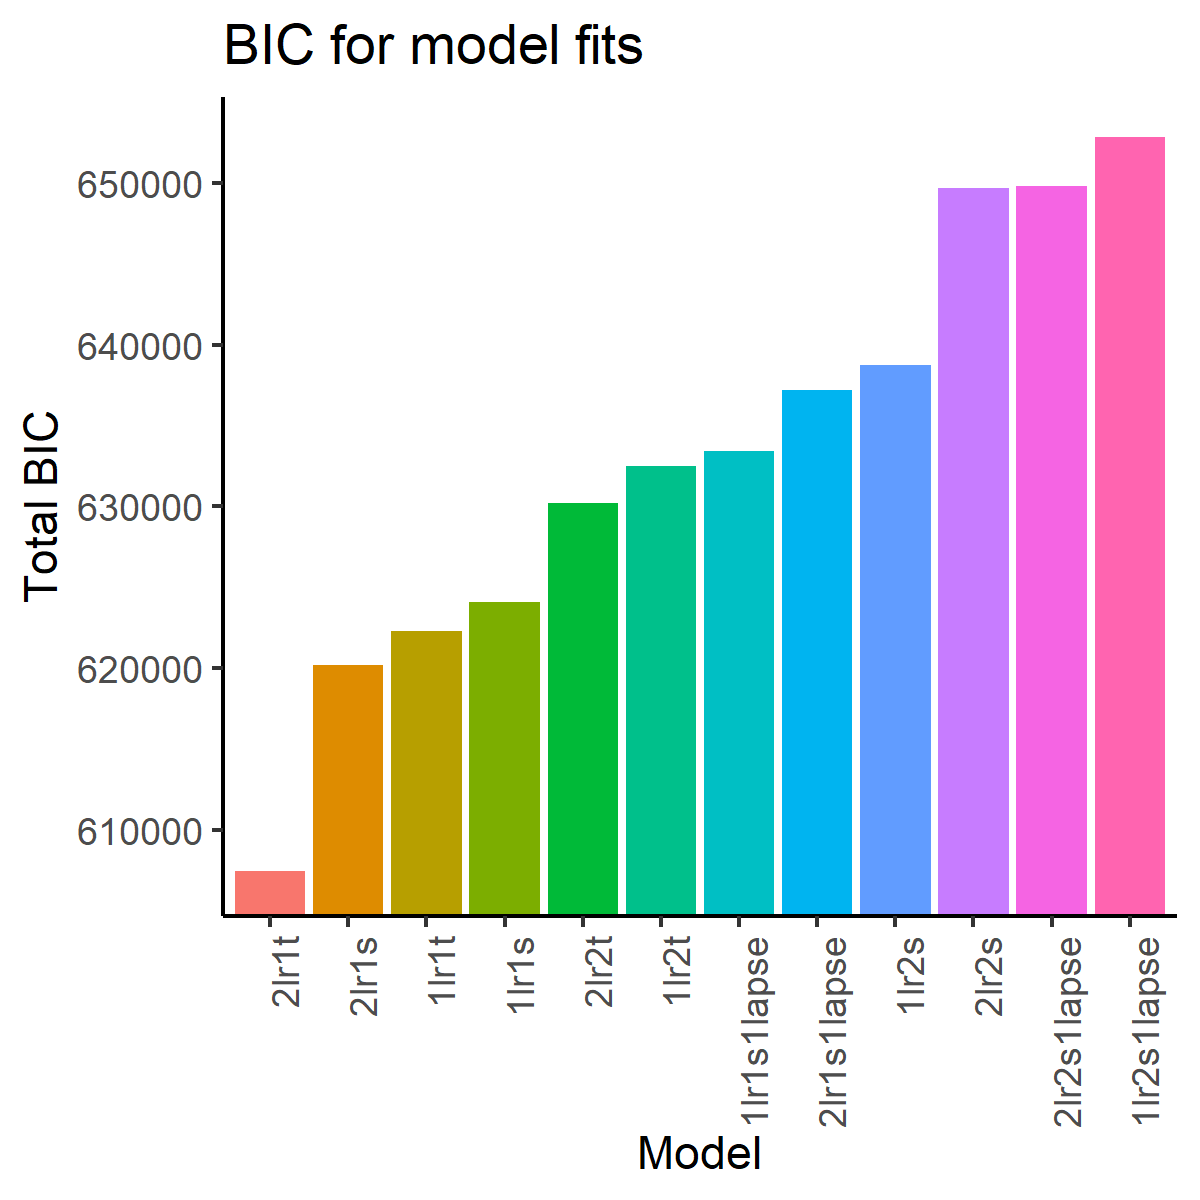 BIC for model fits
Total BIC
650000
640000
630000
620000
610000
2lr1t
2lr1s
1lr1t
1lr1s
2lr2t
1lr2t
1lr1s1lapse
2lr1s1lapse
1lr2s
2lr2s
2lr2s1lapse
1lr2s1lapse
Model